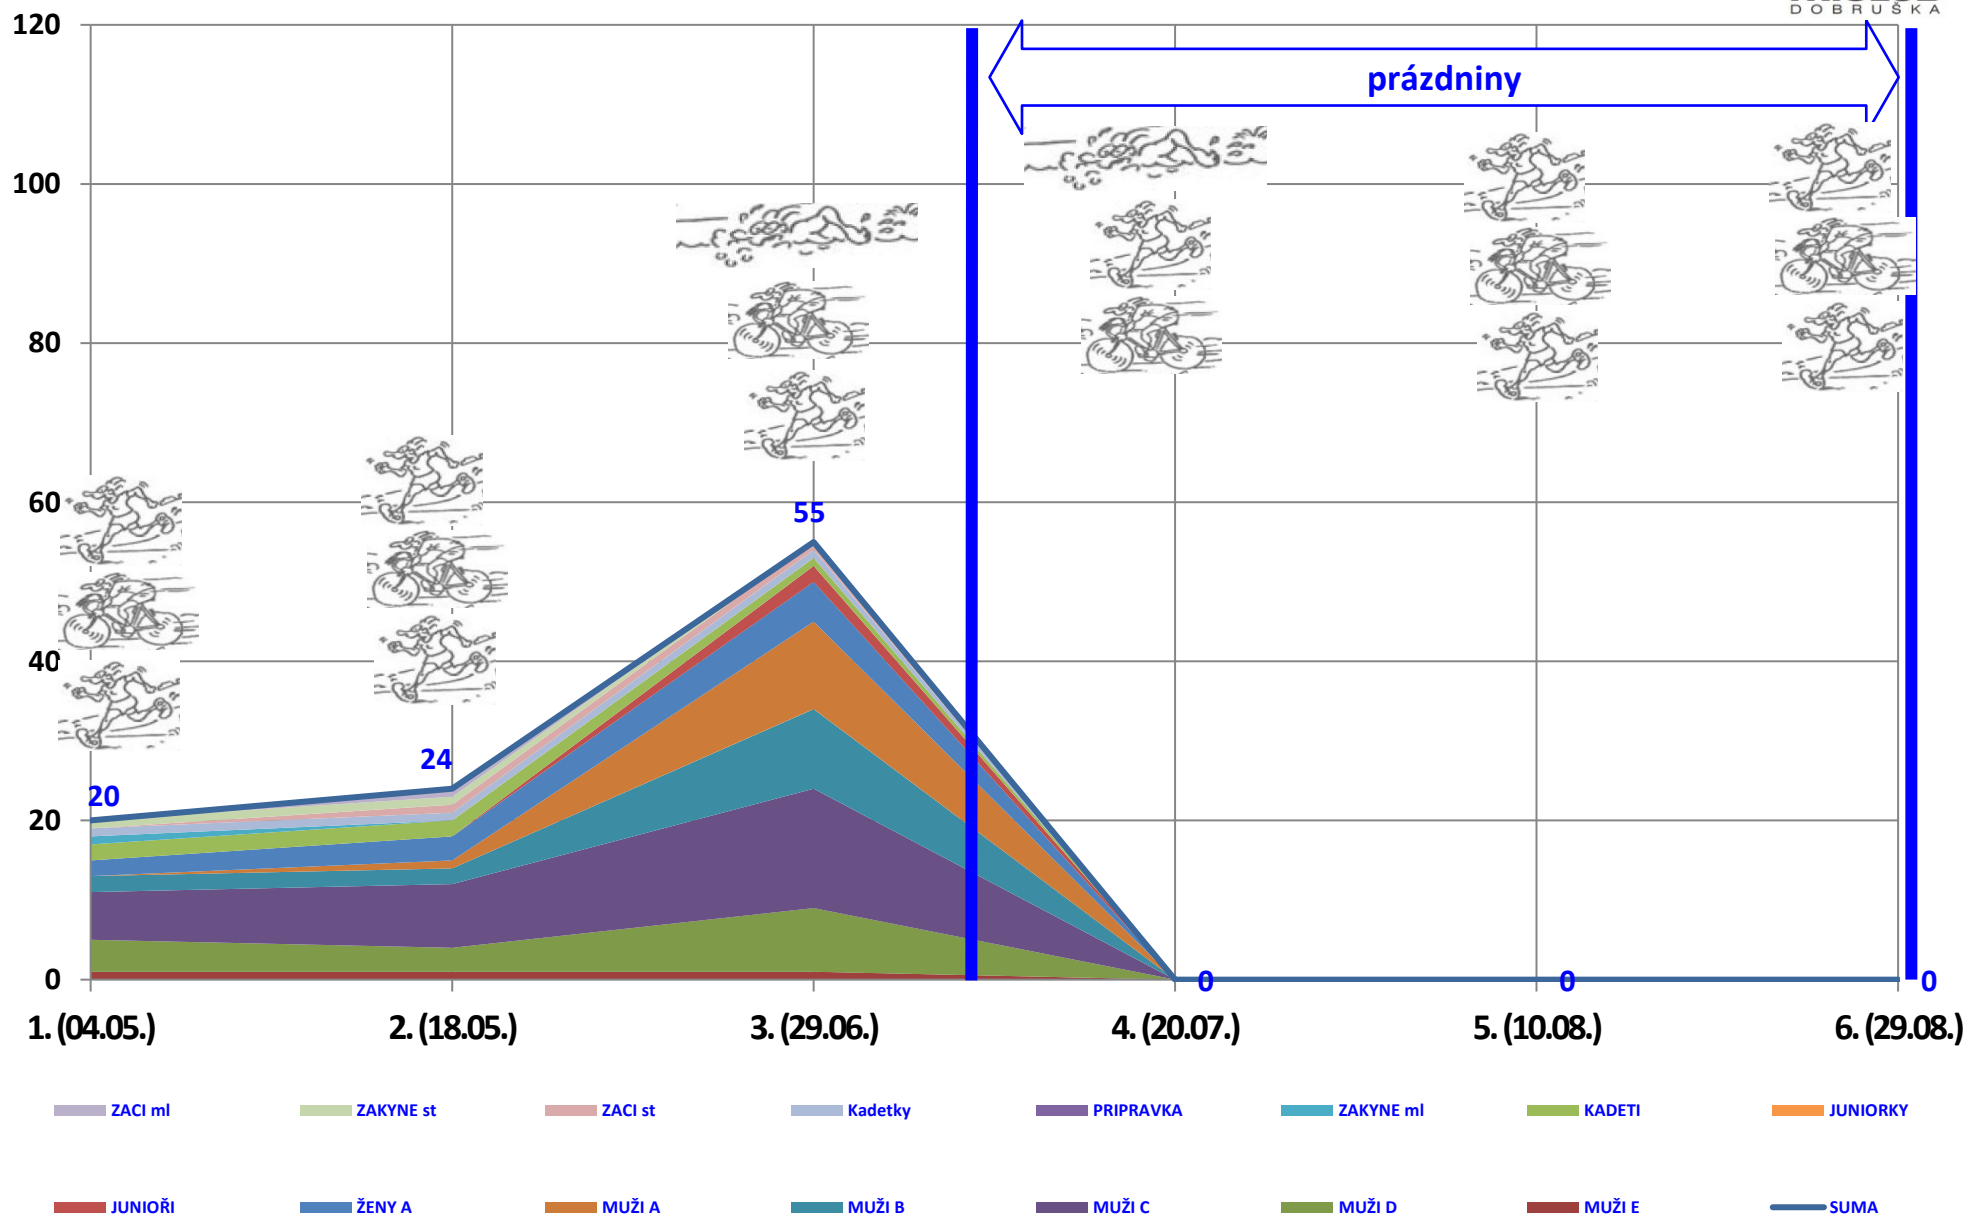 DOBRUŠKA
120
prázdniny
100
80
60
55
40
24
20
20
0
0
0
0
1. (04.05.)
2. (18.05.)
3. (29.06.)
4. (20.07.)
5. (10.08.)
6. (29.08.)
ZACI ml
ZAKYNE st
ZACI st
Kadetky
PRIPRAVKA
ZAKYNE ml
KADETI
JUNIORKY
JUNIOŘI
ŽENY A
MUŽI A
MUŽI B
MUŽI C
MUŽI D
MUŽI E
SUMA